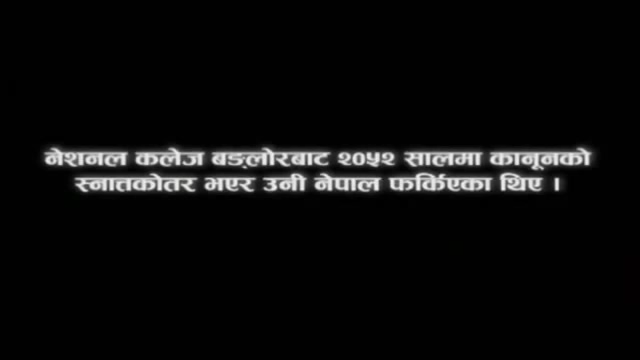 नेशनल कलेज बङ्लोरबाट २०५२ सालमा कानूनको
स्नात्तकोतर भएर उनी नेपाल फर्किएका थिए ।